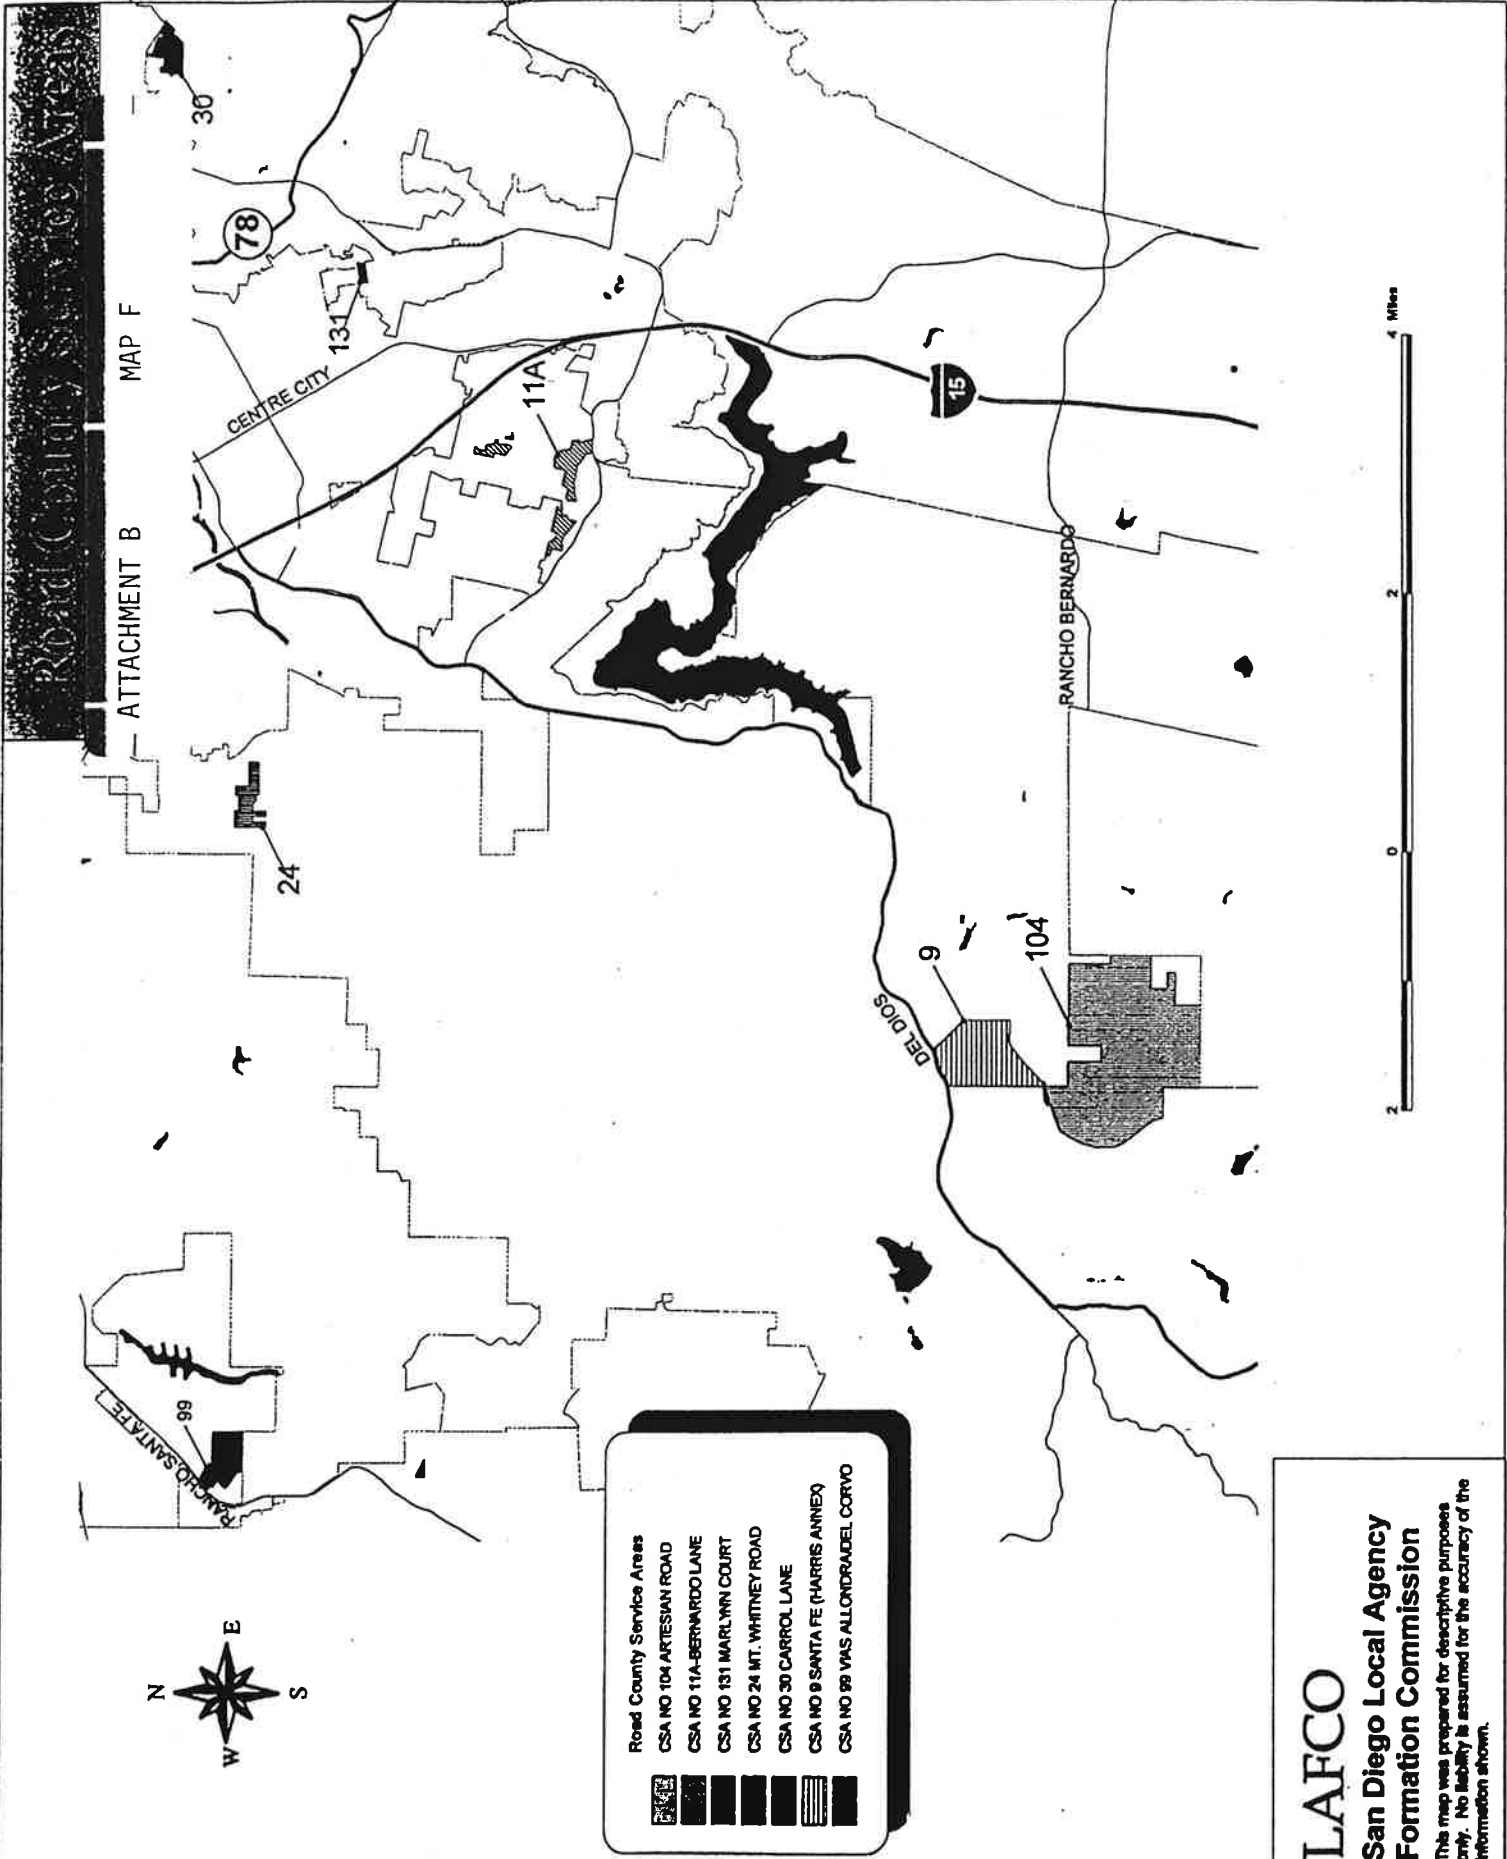 Road County Service Areas
ATTACHMENT B MAP F
30
78
131
CENTRE CITY
11A
15
24
RANCHO BERNARDO
99
RANCHO SANTA FE
DEL DIOS
9
104
N
W E
S
Road County Service Areas
CSA NO 104 ARTESIAN ROAD
CSA NO 11A-BERNARDO LANE
CSA NO 131 MARLYNN COURT
CSA NO 24 MT. WHITNEY ROAD
CSA NO 30 CARROL LANE
CSA NO 9 SANTA FE (HARRIS ANNEX)
CSA NO 99 VIAS ALLONDRA/DEL CORVO
2 0 2 4 Miles
LAFCO
San Diego Local Agency
Formation Commission
This map was prepared for descriptive purposes
only. No liability is assumed for the accuracy of the
information shown.